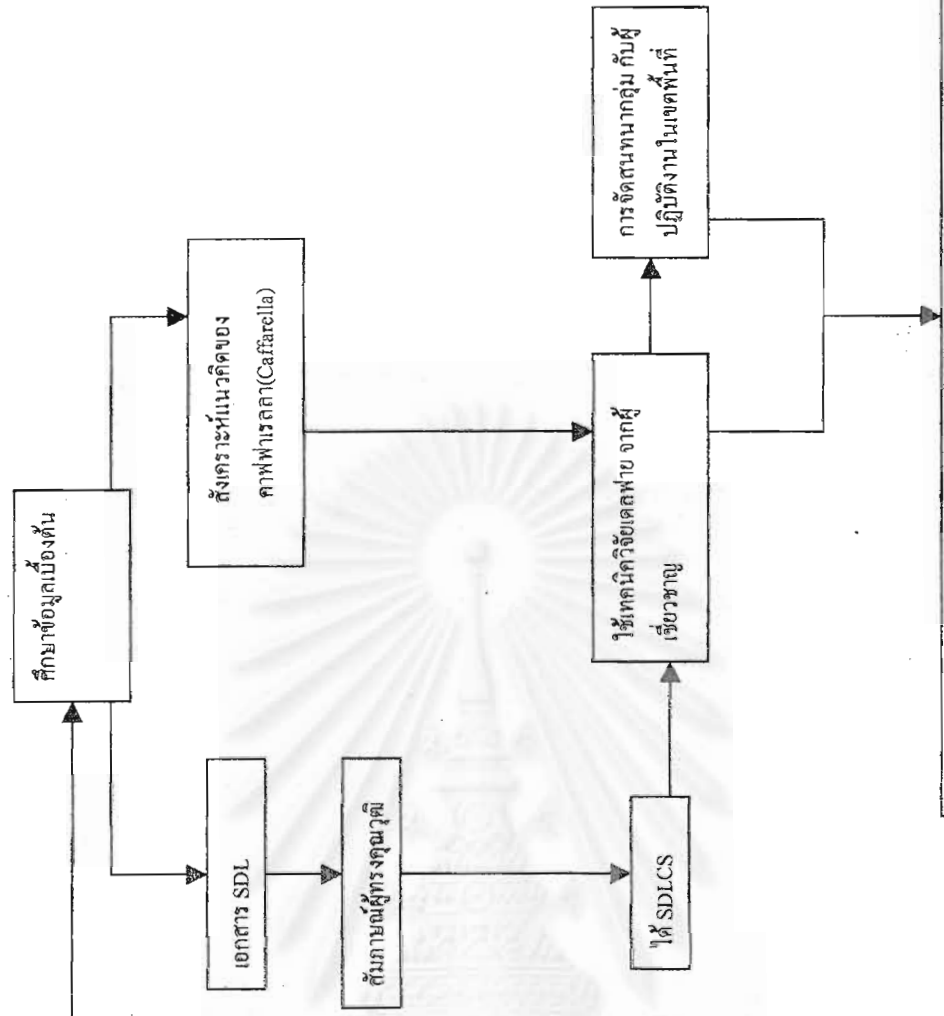 ศึกษาข้อมูลเบื้องต้น
เอกสาร SDL
สัมภาษณ์ผู้ทรงคุณวุฒิ
ได้ SDLCS
สังเคราะห์แนวคิดของ
คาฟฟาเรลลา(Caffarella)
ใช้เทคนิควิจัยเดลฟาย จากผู้
เชี่ยวชาญ
การจัดสนทนากลุ่ม กับผู้
ปฏิบัติงานในเขตพื้นที่